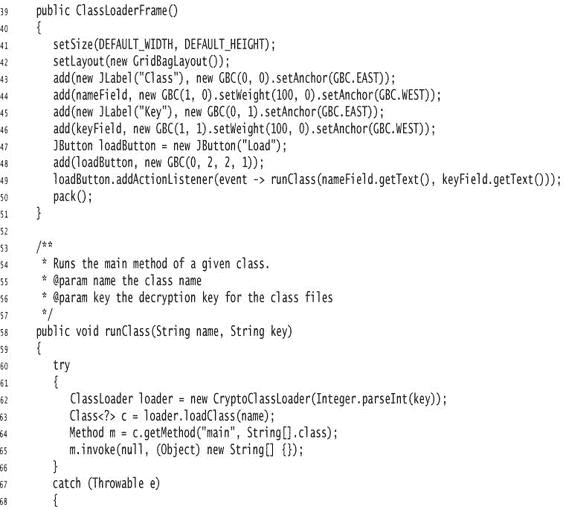 39 public ClassLoaderFrame()
40 {
41 setSize(DEFAULT_WIDTH, DEFAULT_HEIGHT);
42 setLayout(new GridBagLayout());
43 add(new JLabel("Class"), new GBC(0, 0).setAnchor(GBC.EAST));
44 add(nameField, new GBC(1, 0).setWeight(100, 0).setAnchor(GBC.WEST));
45 add(new JLabel("Key"), new GBC(0, 1).setAnchor(GBC.EAST));
46 add(keyField, new GBC(1, 1).setWeight(100, 0).setAnchor(GBC.WEST));
47 JButton loadButton = new JButton("Load");
48 add(loadButton, new GBC(0, 2, 2, 1));
49 loadButton.addActionListener(event -> runClass(nameField.getText(), keyField.getText()));
50 pack();
51 }
52
53 /**
54 * Runs the main method of a given class.
55 * @param name the class name
56 * @param key the decryption key for the class files
57 */
58 public void runClass(String name, String key)
59 {
60 try
61 {
62 ClassLoader loader = new CryptoClassLoader(Integer.parseInt(key));
63 Class<?> c = loader.loadClass(name);
64 Method m = c.getMethod("main", String[].class);
65 m.invoke(null, (Object) new String[] {});
66 }
67 catch (Throwable e)
68 {